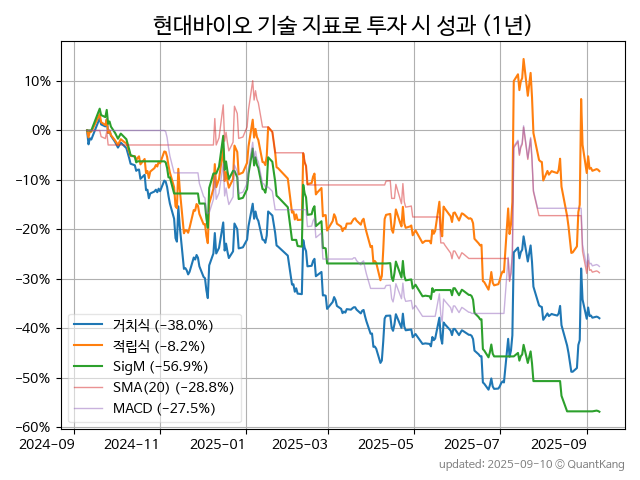 현대바이오 기술 지표로 투자 시 성과 (1년)
10%
0%
−10%
−20%
−30%
−40%
−50%
−60%
거치식 (−38.0%)
적립식 (−8.2%)
SigM (−56.9%)
SMA(20) (−28.8%)
MACD (−27.5%)
2024-09 2024-11 2025-01 2025-03 2025-05 2025-07 2025-09
updated: 2025-09-10 © QuantKang